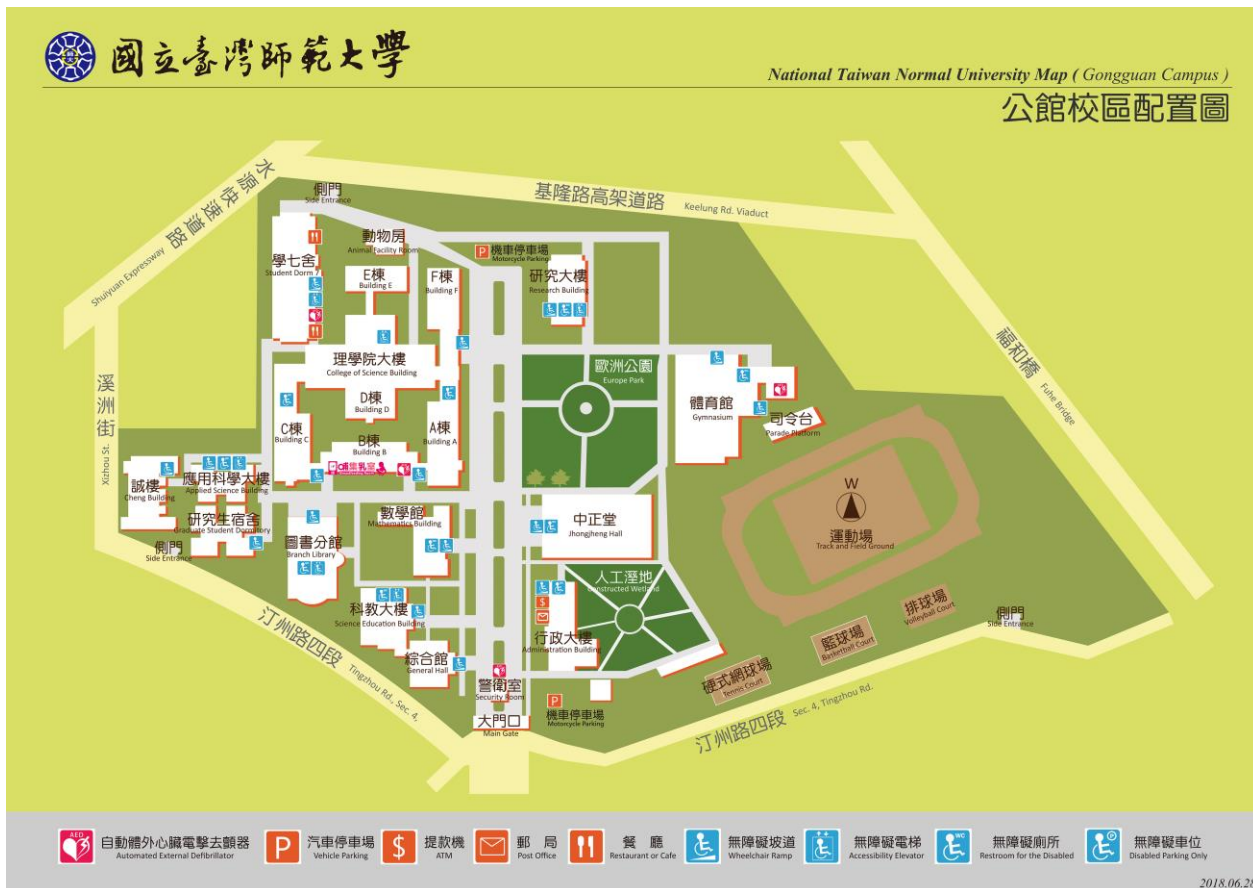 國立臺灣師範大學
National Taiwan Normal University Map ( Gongguan Campus )
公館校區配置圖
水源快速道路
Shuiyuan Expressway
側門
Side Entrance
基隆路高架道路 Keelung Rd. Viaduct
動物房
Animal Facility Room
P 機車停車場
Motorcycle Parking
學七舍
Student Dorm 7
E棟
Building E
F棟
Building F
研究大樓
Research Building
福和橋 Fuhe Bridge
理學院大樓
College of Science Building
歐洲公園
Europe Park
溪洲街
Xizhou St.
D棟
Building D
體育館
Gymnasium
司令台
Parade Platform
C棟
Building C
B棟
Building B
A棟
Building A
哺集乳室
誠樓
Cheng Building
應用科學大樓
Applied Science Building
研究生宿舍
Graduate Student Dormitory
側門
Side Entrance
圖書分館
Branch Library
數學館
Mathematics Building
中正堂
Jhongjheng Hall
W
運動場
Track and Field Ground
人工溼地
Constructed Wetland
科教大樓
Science Education Building
$
行政大樓
Administration Building
排球場
Volleyball Court
籃球場
Basketball Court
側門
Side Entrance
綜合館
General Hall
硬式網球場
Tennis Court
警衛室
Security Room
P
機車停車場
Motorcycle Parking
大門口
Main Gate
汀州路四段 Tingzhou Rd., Sec. 4,
汀州路四段 Sec. 4, Tingzhou Rd.
AED 自動體外心臟電擊去顫器
Automated External Defibrillator
P 汽車停車場
Vehicle Parking
$ 提款機
ATM
郵局
Post Office
餐廳
Restaurant or Cafe
無障礙坡道
Wheelchair Ramp
無障礙電梯
Accessibility Elevator
WC 無障礙廁所
Restroom for the Disabled
P 無障礙車位
Disabled Parking Only